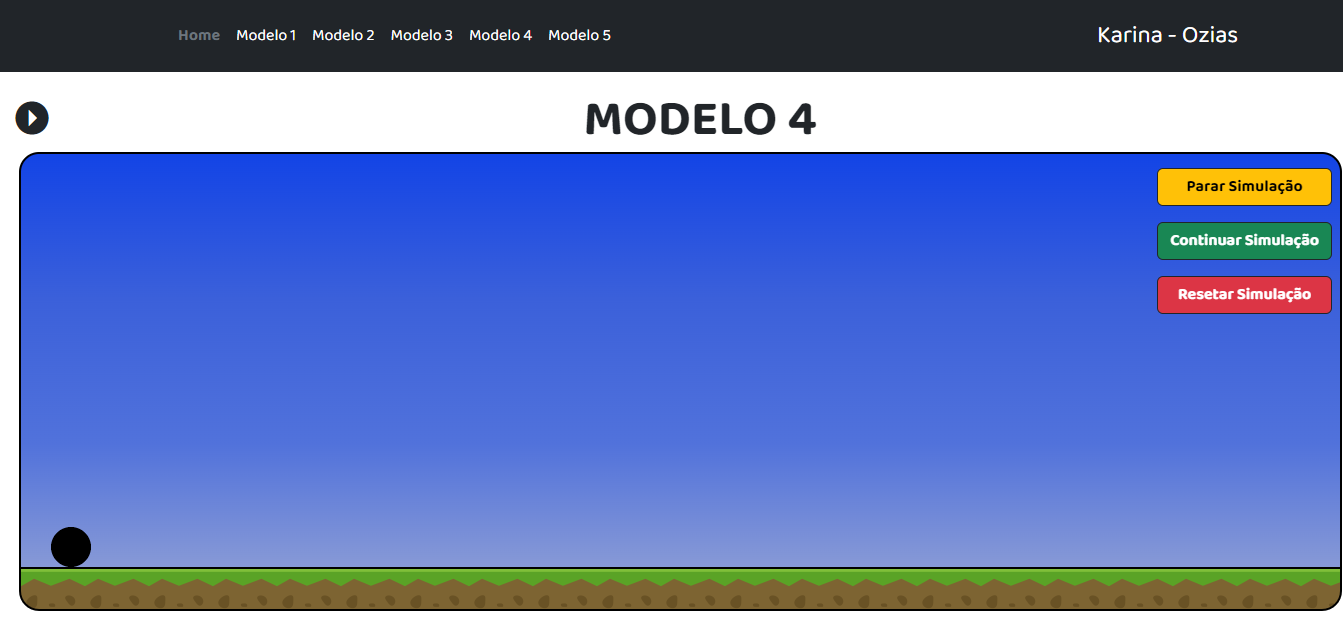 Home Modelo 1 Modelo 2 Modelo 3 Modelo 4 Modelo 5 Karina - Ozias
MODELO 4
Parar Simulação
Continuar Simulação
Resetar Simulação